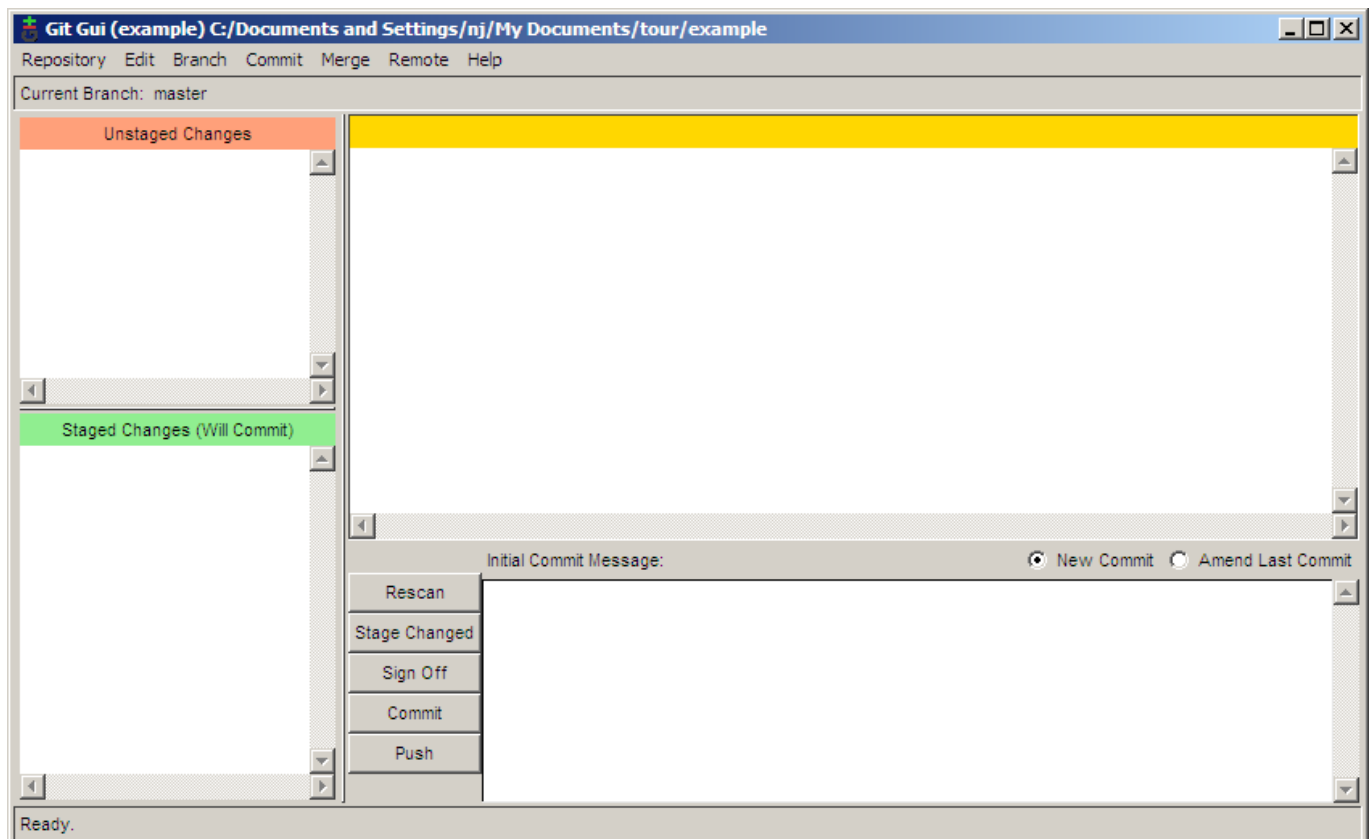 Git Gui (example) C:/Documents and Settings/nj/My Documents/tour/example
Repository Edit Branch Commit Merge Remote Help
Current Branch: master
Unstaged Changes
Staged Changes (Will Commit)
Initial Commit Message:
New Commit
Amend Last Commit
Rescan
Stage Changed
Sign Off
Commit
Push
Ready.